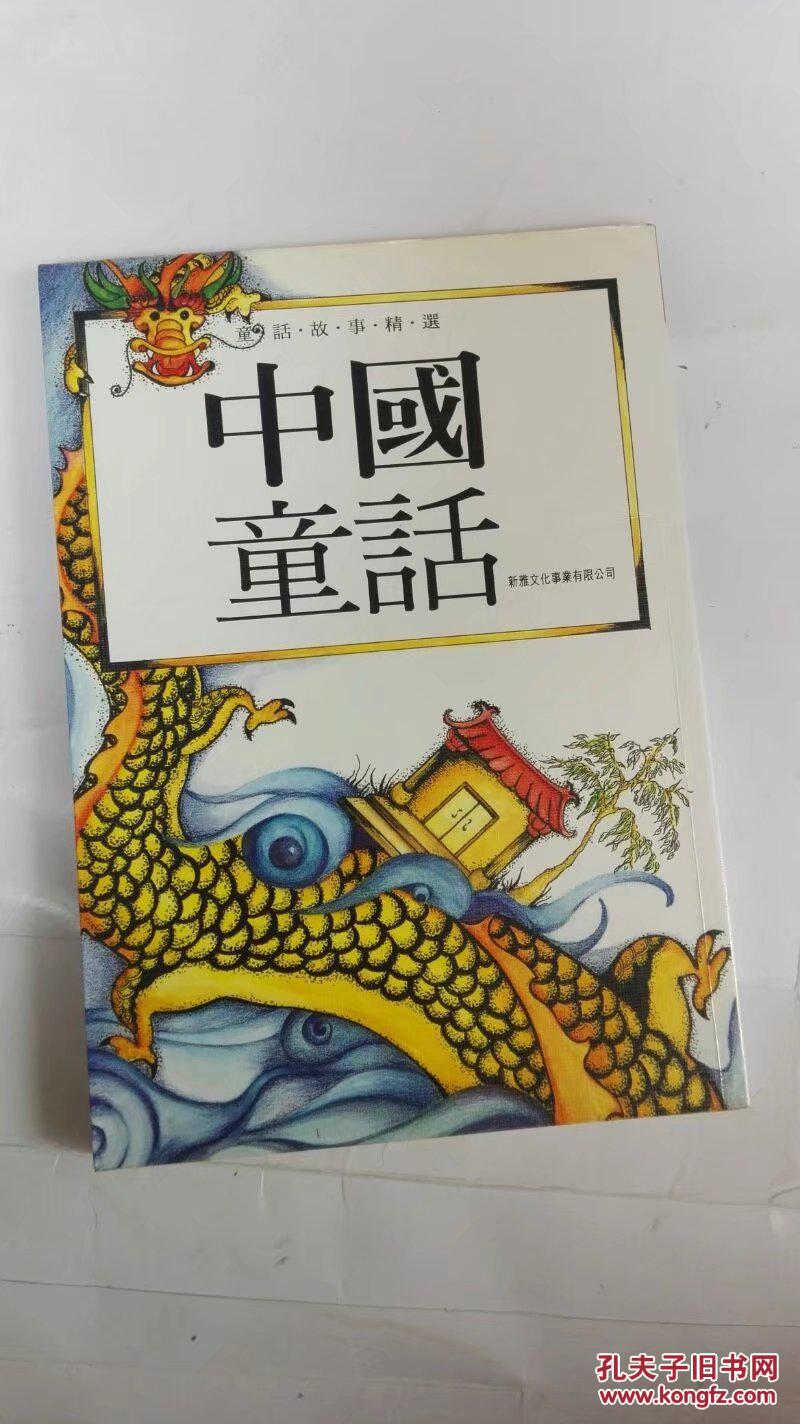 童·話·故·事·精·選
中國
童話
新雅文化事業有限公司
孔夫子旧书网
www.kongfz.com